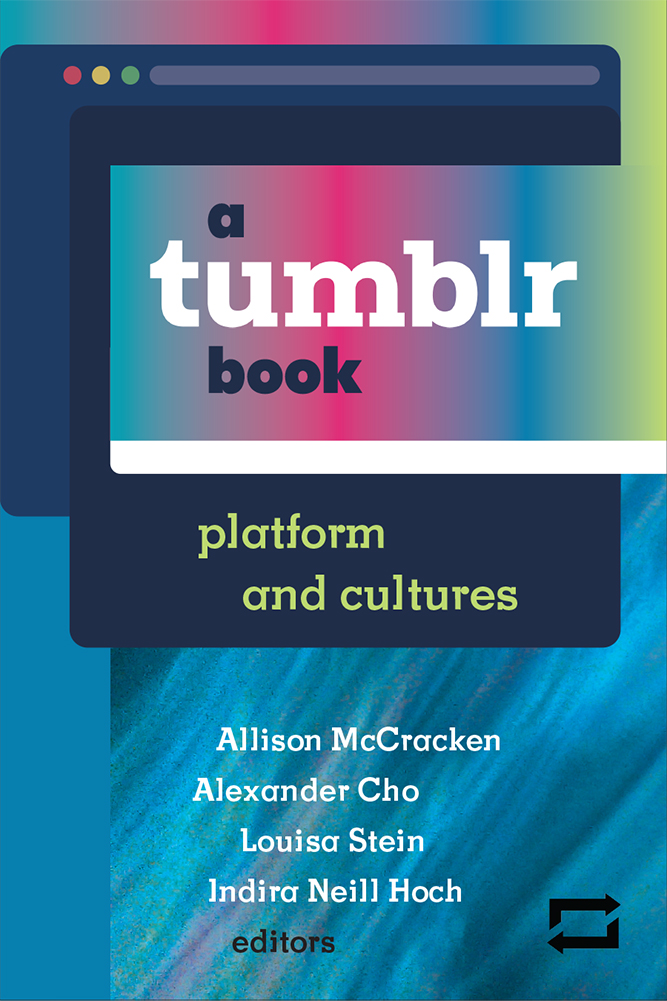 a
tumblr
book
platform
and cultures
Allison McCracken
Alexander Cho
Louisa Stein
Indira Neill Hoch
editors